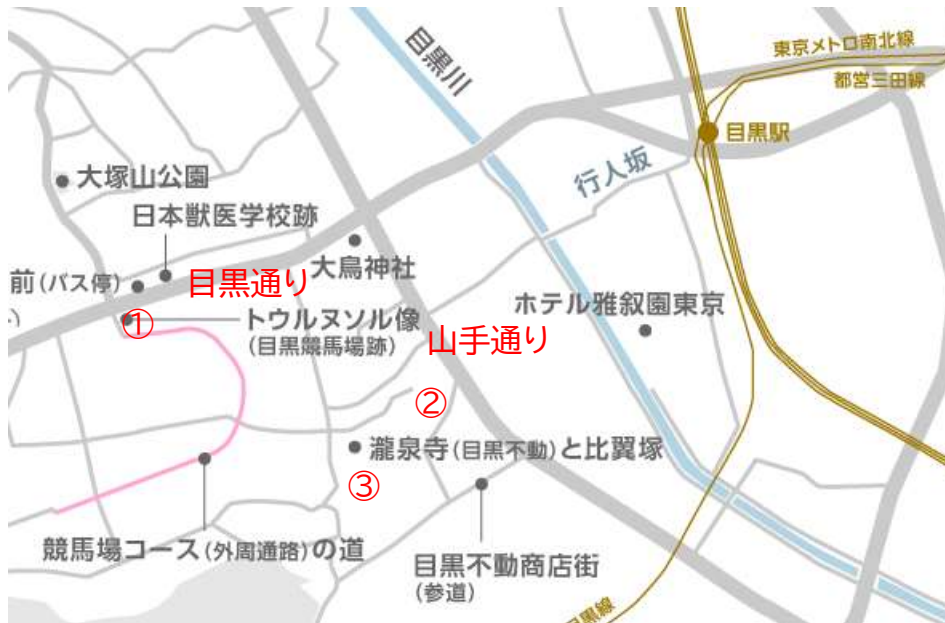 東京メトロ南北線
都営三田線
目黒川
目黒駅
行人坂
大塚山公園
日本獣医学校跡
大鳥神社
前(バス停)
目黒通り
ホテル雅叙園東京
①
トウルヌソル像
(目黒競馬場跡)
山手通り
②
瀧泉寺(目黒不動)と比翼塚
③
競馬場コース(外周通路)の道
目黒不動商店街
(参道)
黒線